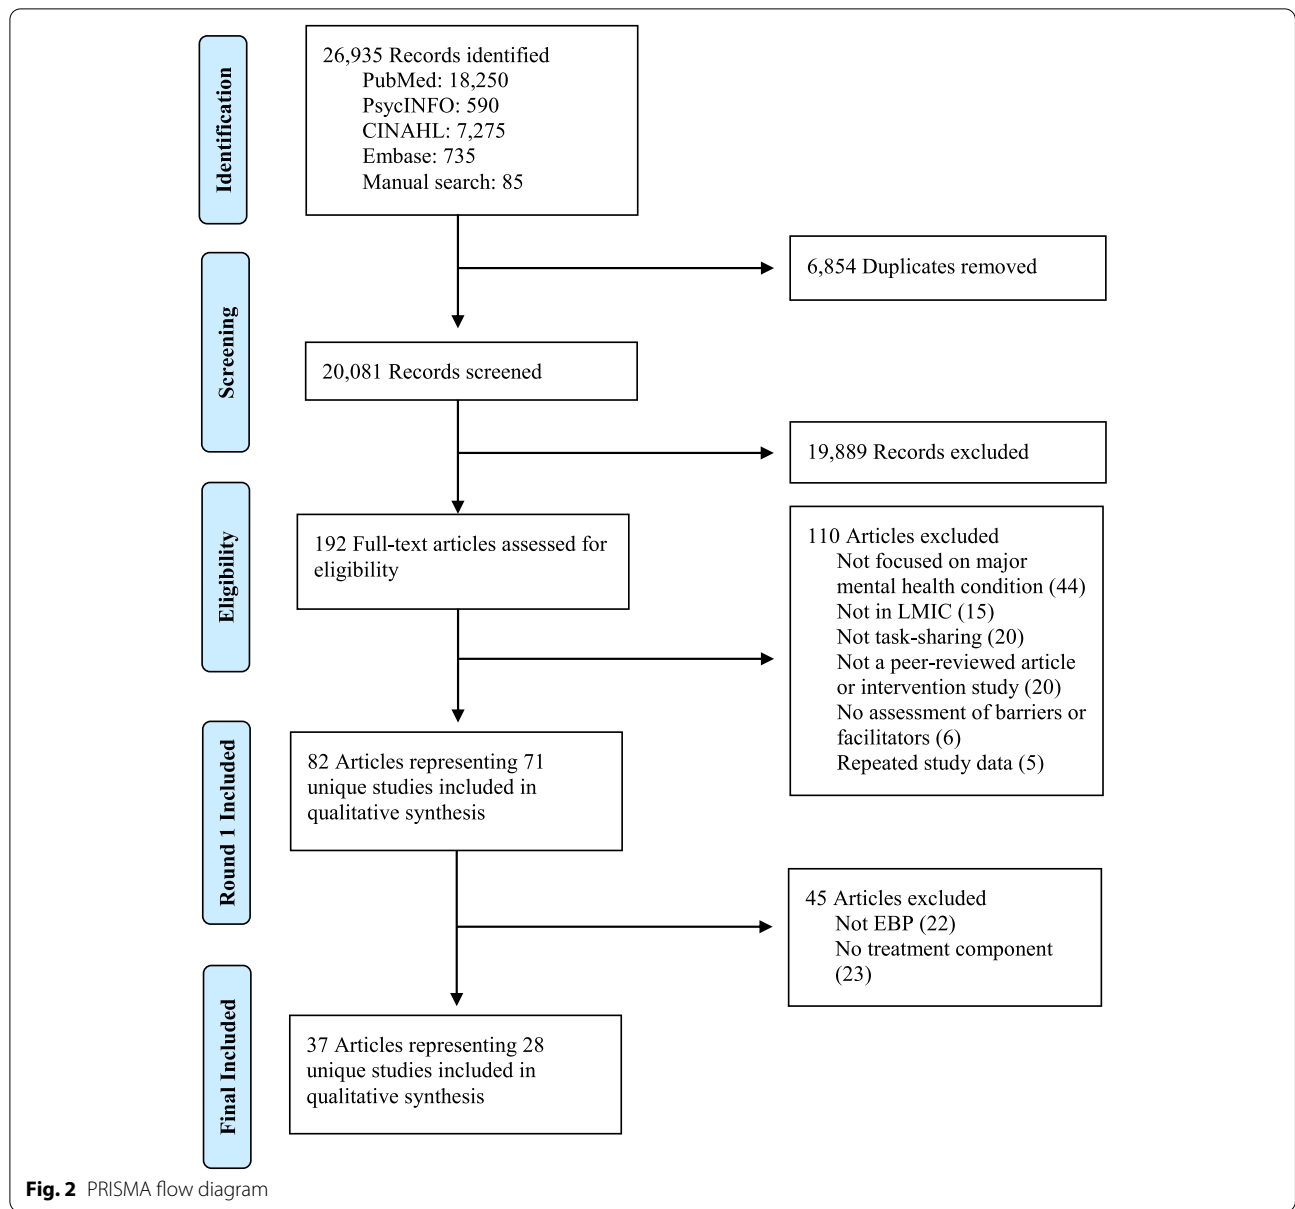 Identification
26,935 Records identified
PubMed: 18,250
PsycINFO: 590
CINAHL: 7,275
Embase: 735
Manual search: 85
6,854 Duplicates removed
Screening
20,081 Records screened
19,889 Records excluded
Eligibility
192 Full-text articles assessed for
eligibility
110 Articles excluded
Not focused on major
mental health condition (44)
Not in LMIC (15)
Not task-sharing (20)
Not a peer-reviewed article
or intervention study (20)
No assessment of barriers or
facilitators (6)
Repeated study data (5)
Round 1 Included
82 Articles representing 71
unique studies included in
qualitative synthesis
45 Articles excluded
Not EBP (22)
No treatment component
(23)
Final Included
37 Articles representing 28
unique studies included in
qualitative synthesis
Fig. 2 PRISMA flow diagram